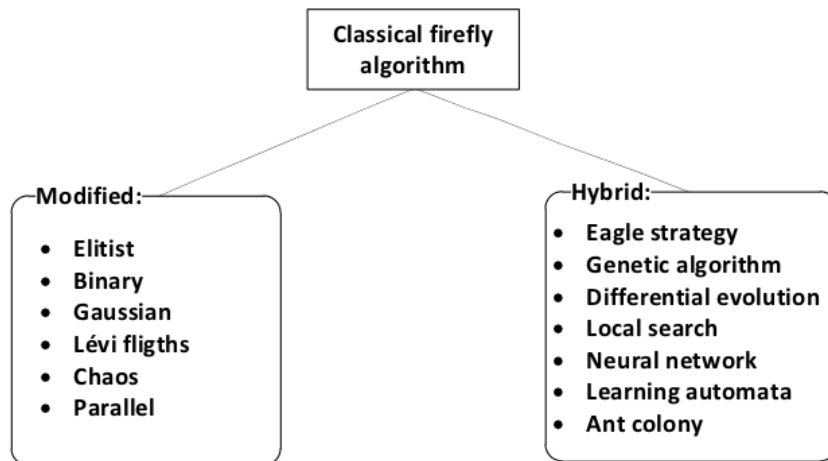 Classical firefly
algorithm
Modified:
• Elitist
• Binary
• Gaussian
• Lévi fligths
• Chaos
• Parallel
Hybrid:
• Eagle strategy
• Genetic algorithm
• Differential evolution
• Local search
• Neural network
• Learning automata
• Ant colony